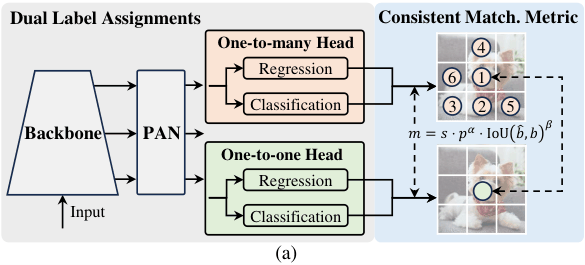 Dual Label Assignments
Consistent Match. Metric
One-to-many Head
Regression
Classification
Backbone
PAN
One-to-one Head
Regression
Classification
Input
4
6 1
3 2 5
m = s · p^α · IoU(b̂, b)^β
(a)